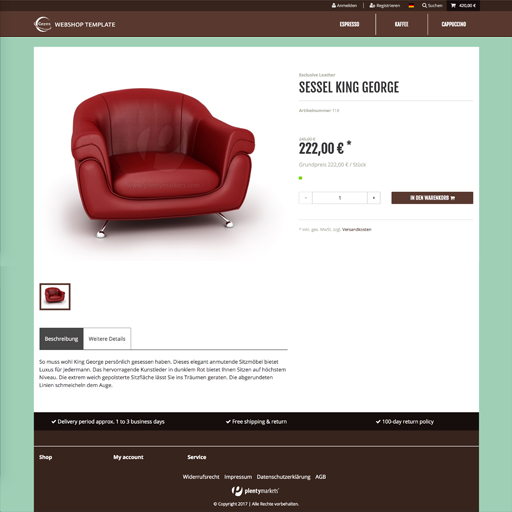 Anmelden
Registrieren
Suchen
420,00 €
WEBSHOP TEMPLATE
ESPRESSO
KAFFEE
CAPPUCCINO
Exclusive Leather
SESSEL KING GEORGE
Artikelnummer 116
222,00 € *
Grundpreis 222,00 € / Stück
- 1 +
IN DEN WARENKORB
* inkl. ges. MwSt. zzgl. Versandkosten
Beschreibung
Weitere Details
So muss wohl King George persönlich gesessen haben. Dieses elegant anmutende Sitzmöbel bietet
Luxus für jedermann. Das hervorragende Kunstleder in dunklem Rot bietet Ihnen Sitzen auf höchstem
Niveau. Die extrem weich gepolsterte Sitzfläche lässt Sie ins Träumen geraten. Die abgerundeten
Linien schmeicheln dem Auge.
Delivery period approx. 1 to 3 business days
Free shipping & return
100-day return policy
Shop
My account
Service
Widerrufsrecht Impressum Datenschutzerklärung AGB
plentymarkets
© Copyright 2017 | Alle Rechte vorbehalten.